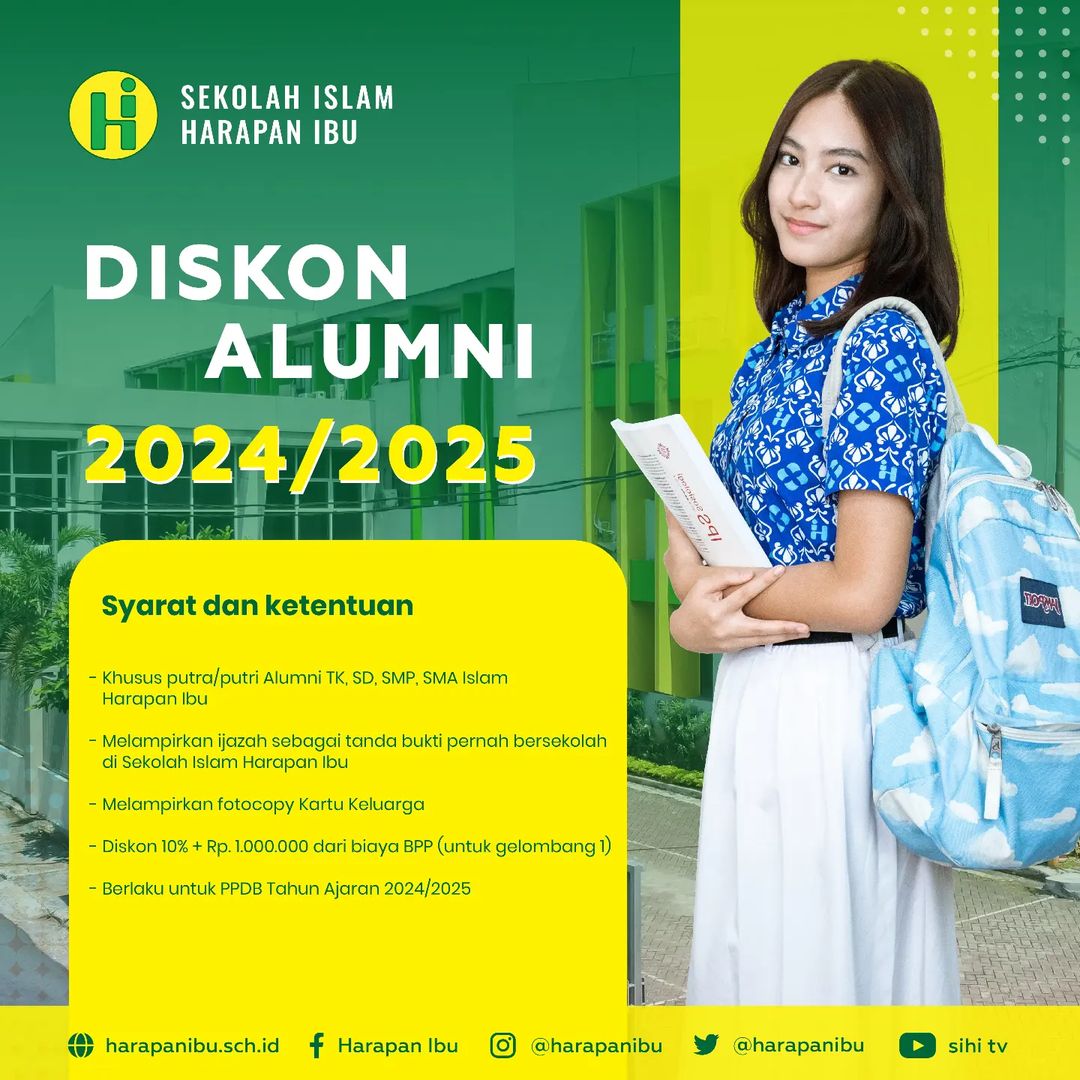 SEKOLAH ISLAM
HARAPAN IBU
DISKON
ALUMNI
2024/2025
IPS
Sosiologi
JANSPORT
Syarat dan ketentuan
- Khusus putra/putri Alumni TK, SD, SMP, SMA Islam
Harapan Ibu
- Melampirkan ijazah sebagai tanda bukti pernah bersekolah
di Sekolah Islam Harapan Ibu
- Melampirkan fotocopy Kartu Keluarga
- Diskon 10% + Rp. 1.000.000 dari biaya BPP (untuk gelombang 1)
- Berlaku untuk PPDB Tahun Ajaran 2024/2025
harapanibu.sch.id
Harapan Ibu
@harapanibu
@harapanibu
sihi tv